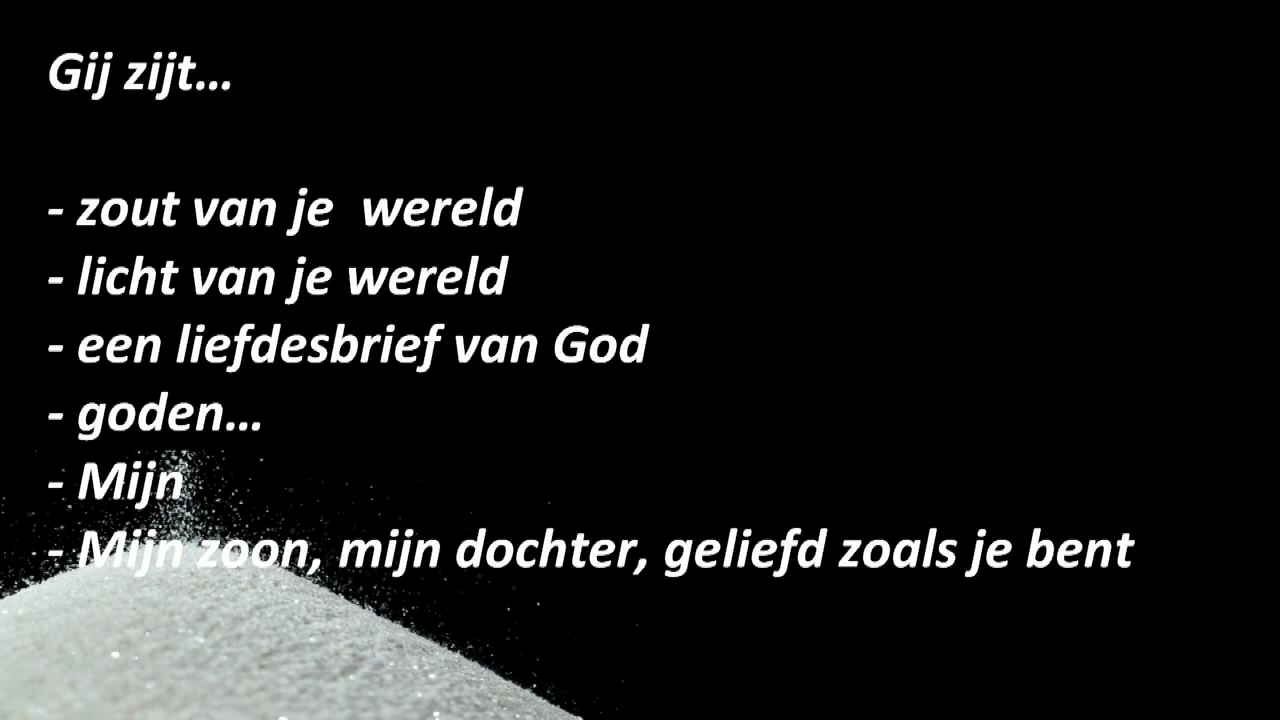 Gij zijt...
- zout van je  wereld
- licht van je wereld
- een liefdesbrief van God
- goden...
- Mijn
- Mijn zoon, mijn dochter, geliefd zoals je bent